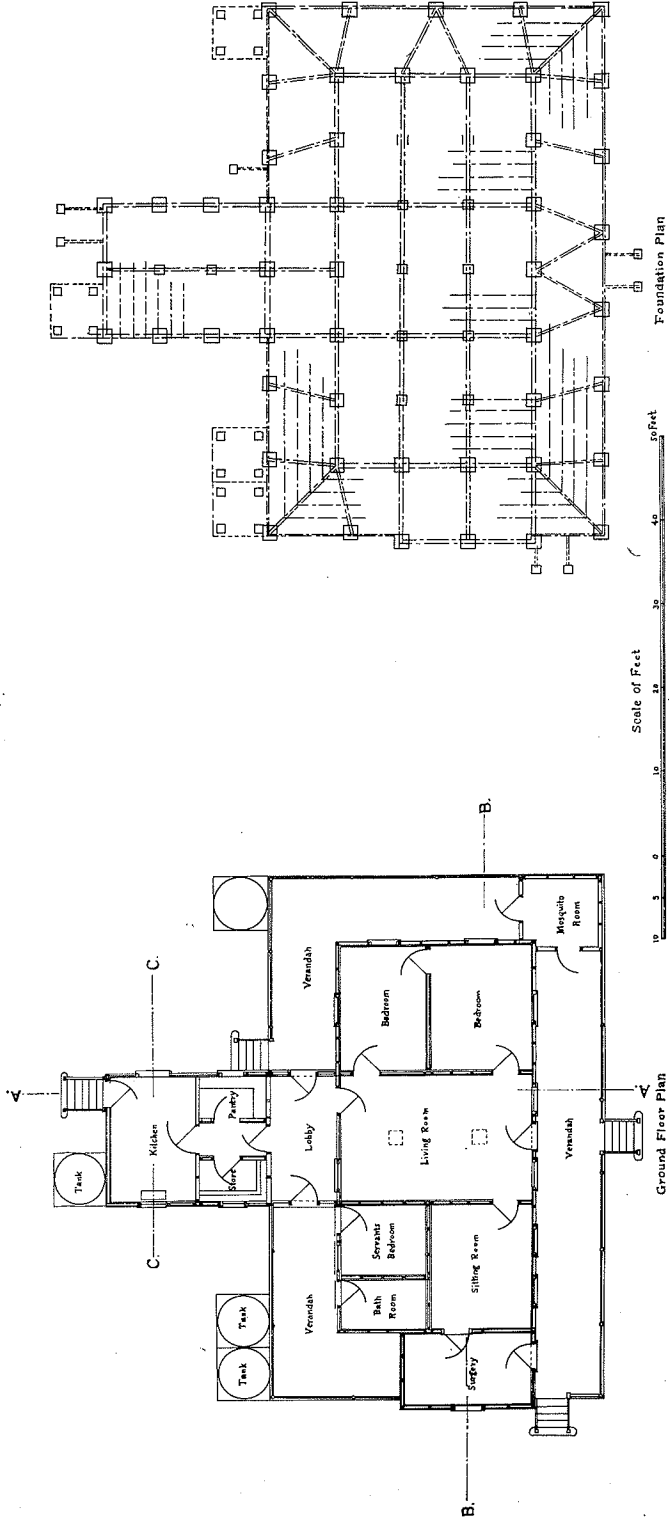 A.
C.
C.
Tank
Kitchen
Store
Pantry
Tank
Tank
Verandah
Lobby
Verandah
Bath
Room
Servants
Bedroom
Living Room
Bedroom
Bedroom
Surgery
Sitting Room
B.
B.
Mosquito
Room
Verandah
A.
Ground Floor Plan
Scale of Feet
10
5
0
10
20
30
40
50 Feet
Foundation Plan